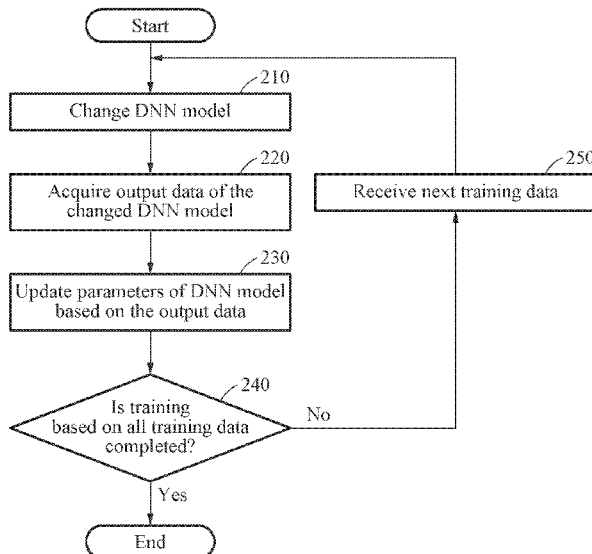 Start
210
Change DNN model
220
Acquire output data of the
changed DNN model
230
Update parameters of DNN model
based on the output data
240
Is training
based on all training data
completed?
No
250
Receive next training data
Yes
End